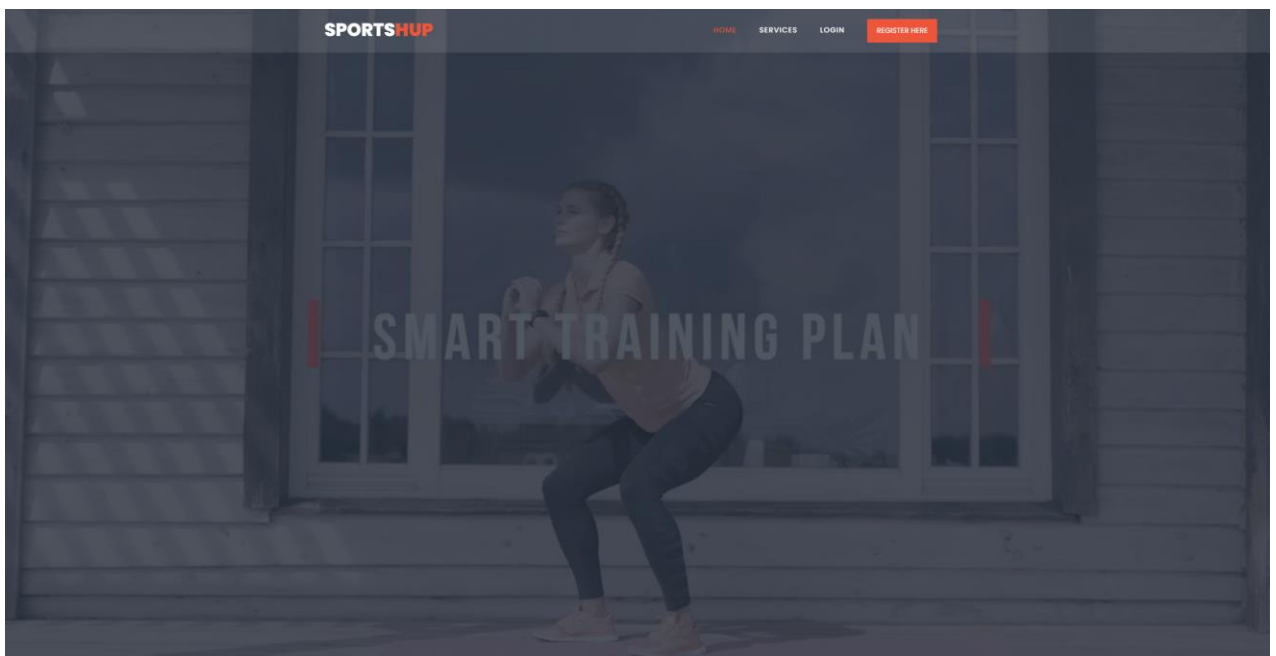 SPORTSHUP
HOME SERVICES LOGIN REGISTER HERE
SMART TRAINING PLAN